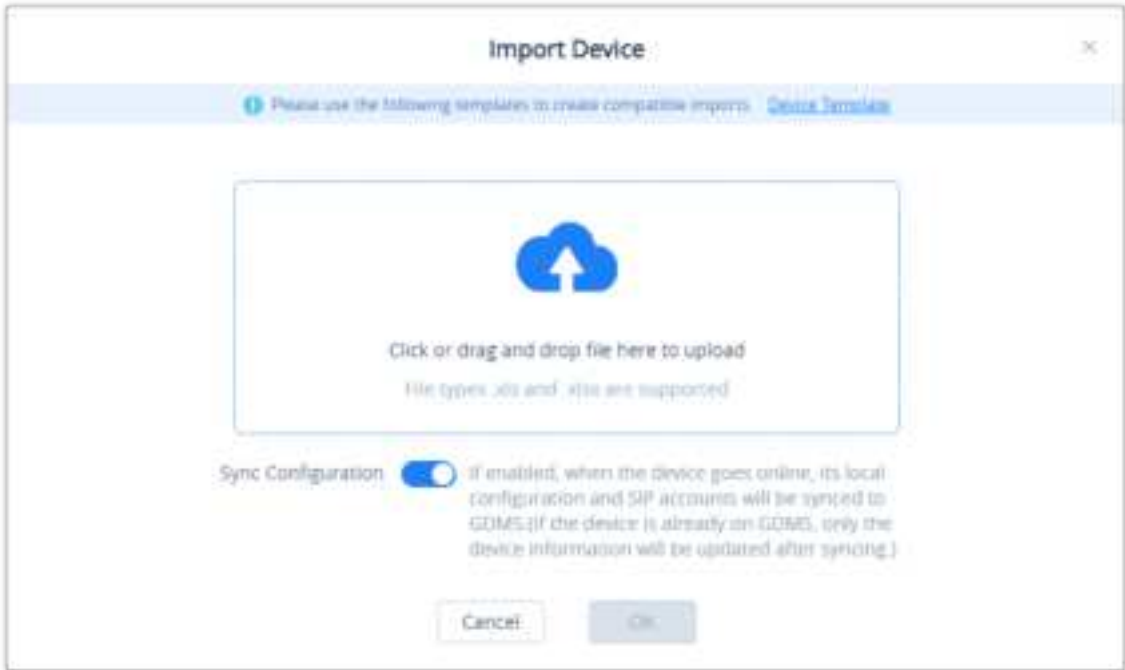 Import Device
Please use the following templates to create compatible imports. Device Template
Click or drag and drop file here to upload
File types .xls and .xlsx are supported
Sync Configuration If enabled, when the device goes online, its local
configuration and SIP accounts will be synced to
GDMS.(If the device is already on GDMS, only the
device information will be updated after syncing.)
Cancel OK